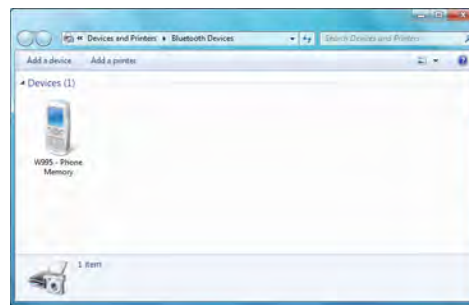 « Devices and Printers ▸ Bluetooth Devices
Search Devices and Printers
Add a device Add a printer
Devices (1)
W995 - Phone
Memory
1 item